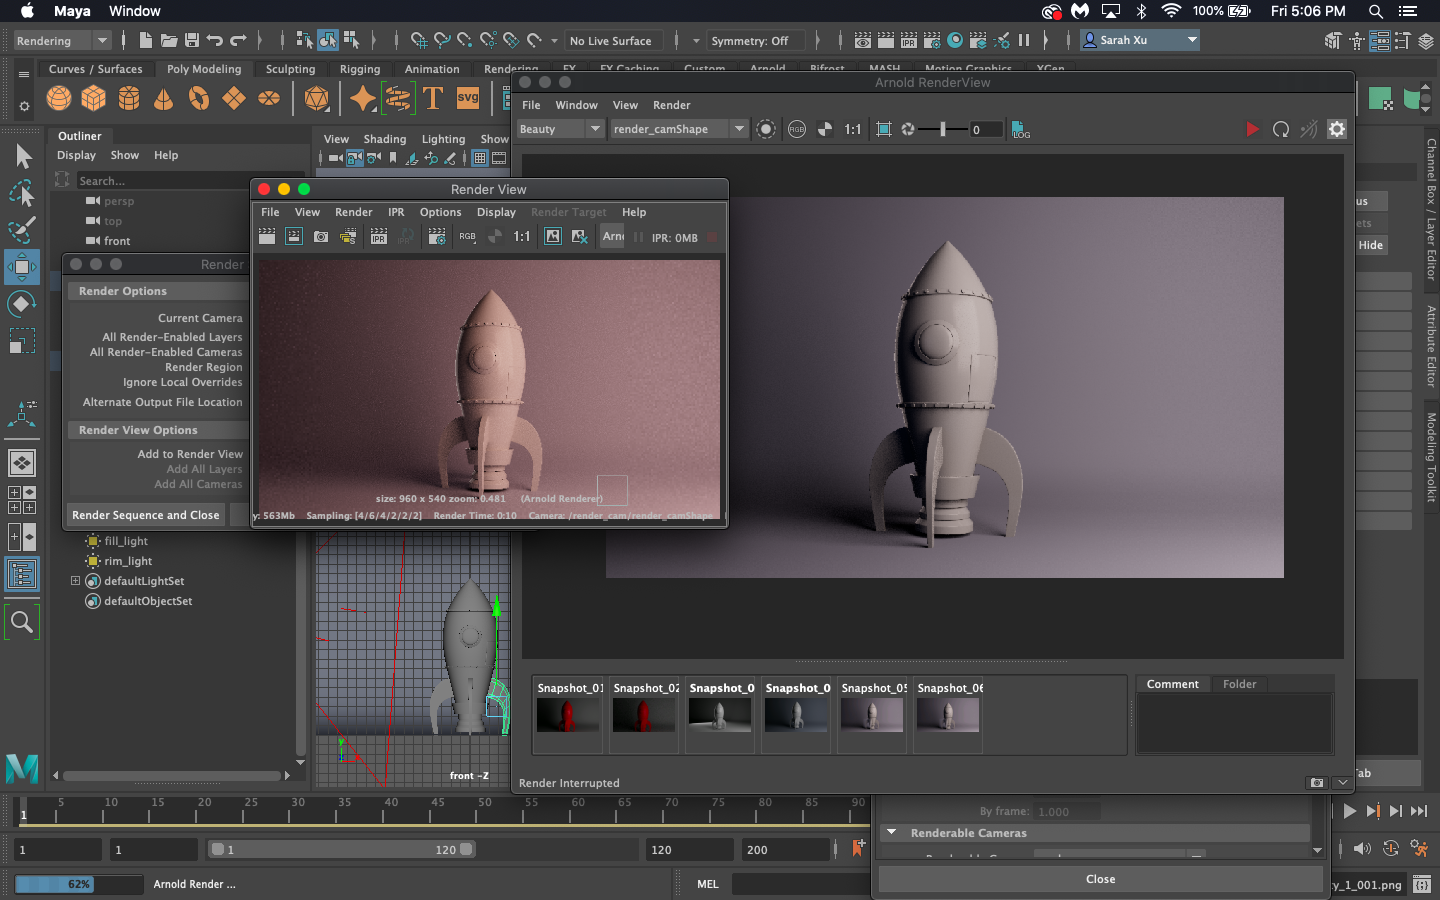 Maya Window
100% Fri 5:06 PM
Rendering No Live Surface Symmetry: Off Sarah Xu
Curves / Surfaces Poly Modeling Sculpting Rigging Animation Rendering FX FX Caching Custom Arnold Bifrost MASH Motion Graphics XGen
IPR
T svg
Arnold RenderView
File Window View Render
Beauty render_camShape RGB 1:1 0 LOG
Outliner
Display Show Help
Search...
persp
top
front
View Shading Lighting Show
Render View
File View Render IPR Options Display Render Target Help
IPR RGB 1:1 IPR: 0MB
size: 960 x 540 zoom: 0.481 (Arnold Renderer)
y: 563Mb Sampling: [4/6/4/2/2/2] Render Time: 0:10 Camera: /render_cam/render_camShape
Render
Render Options
Current Camera
All Render-Enabled Layers
All Render-Enabled Cameras
Render Region
Ignore Local Overrides
Alternate Output File Location
Render View Options
Add to Render View
Add All Layers
Add All Cameras
Render Sequence and Close
fill_light
rim_light
defaultLightSet
defaultObjectSet
Y
front -Z
Snapshot_01 Snapshot_02 Snapshot_0 Snapshot_0 Snapshot_05 Snapshot_06
Comment Folder
Render Interrupted
us
ets
Hide
Tab
Channel Box / Layer Editor
Attribute Editor
Modeling Toolkit
5 10 15 20 25 30 35 40 45 50 55 60 65 70 75 80 85 90
1
1 1 1 120 120 200
By frame: 1.000
Renderable Cameras
Close
62% Arnold Render ... MEL ty_1_001.png